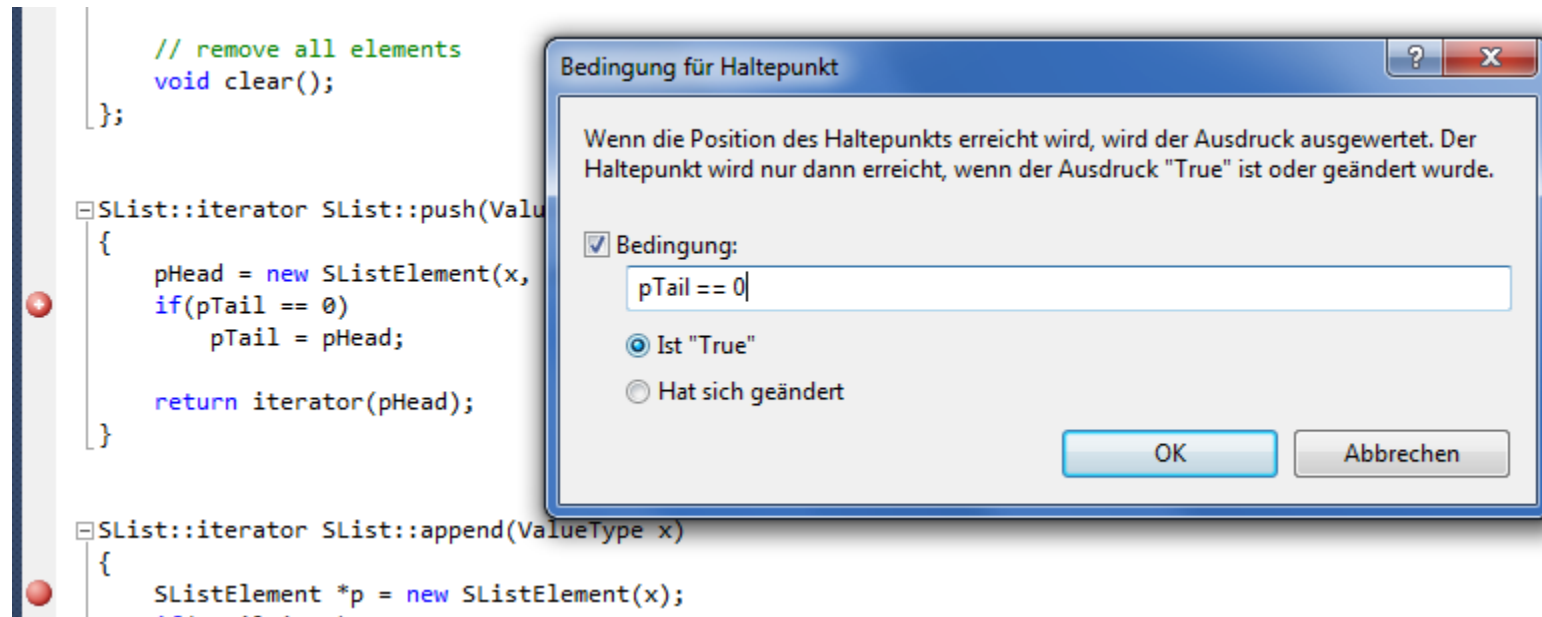 // remove all elements
void clear();
};
SList::iterator SList::push(Valu
{
pHead = new SListElement(x,
if(pTail == 0)
pTail = pHead;
return iterator(pHead);
}
SList::iterator SList::append(ValueType x)
{
SListElement *p = new SListElement(x);
Bedingung für Haltepunkt
Wenn die Position des Haltepunkts erreicht wird, wird der Ausdruck ausgewertet. Der
Haltepunkt wird nur dann erreicht, wenn der Ausdruck "True" ist oder geändert wurde.
Bedingung:
pTail == 0
Ist "True"
Hat sich geändert
OK
Abbrechen